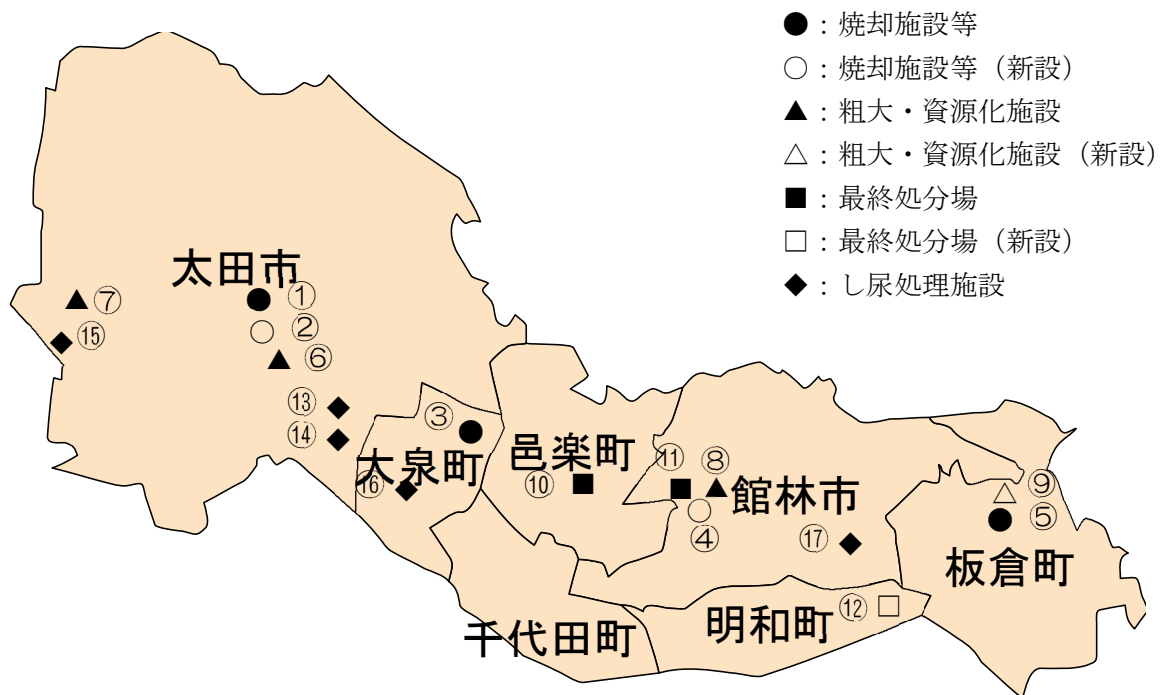 ●：焼却施設等
○：焼却施設等（新設）
▲：粗大・資源化施設
△：粗大・資源化施設（新設）
■：最終処分場
□：最終処分場（新設）
◆：し尿処理施設
太田市
①
⑦
②
⑮
⑥
⑬
③
⑭
大泉町
邑楽町
⑪
⑧
⑯
⑩
館林市
⑨
⑤
④
⑰
板倉町
千代田町
明和町
⑫